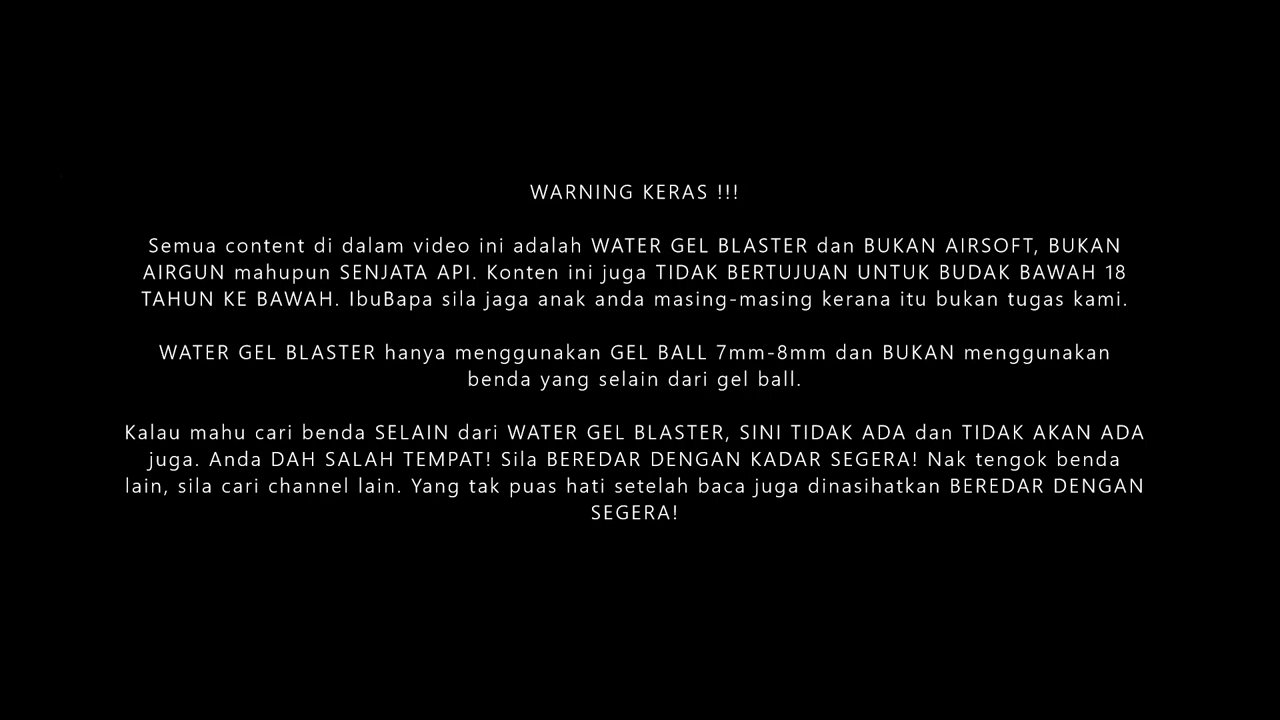 WARNING KERAS !!!
Semua content di dalam video ini adalah WATER GEL BLASTER dan BUKAN AIRSOFT, BUKAN
AIRGUN mahupun SENJATA API. Konten ini juga TIDAK BERTUJUAN UNTUK BUDAK BAWAH 18
TAHUN KE BAWAH. IbuBapa sila jaga anak anda masing-masing kerana itu bukan tugas kami.
WATER GEL BLASTER hanya menggunakan GEL BALL 7mm-8mm dan BUKAN menggunakan
benda yang selain dari gel ball.
Kalau mahu cari benda SELAIN dari WATER GEL BLASTER, SINI TIDAK ADA dan TIDAK AKAN ADA
juga. Anda DAH SALAH TEMPAT! Sila BEREDAR DENGAN KADAR SEGERA! Nak tengok benda
lain, sila cari channel lain. Yang tak puas hati setelah baca juga dinasihatkan BEREDAR DENGAN
SEGERA!